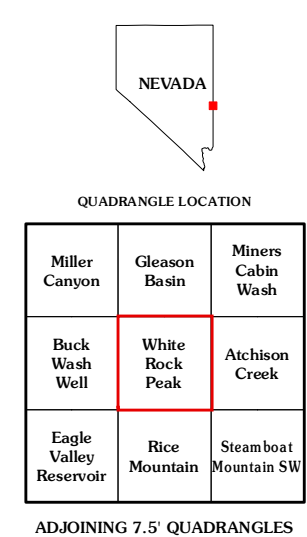 NEVADA
QUADRANGLE LOCATION
Miller
Canyon
Gleason
Basin
Miners
Cabin
Wash
Buck
Wash
Well
White
Rock
Peak
Atchison
Creek
Eagle
Valley
Reservoir
Rice
Mountain
Steamboat
Mountain SW
ADJOINING 7.5' QUADRANGLES